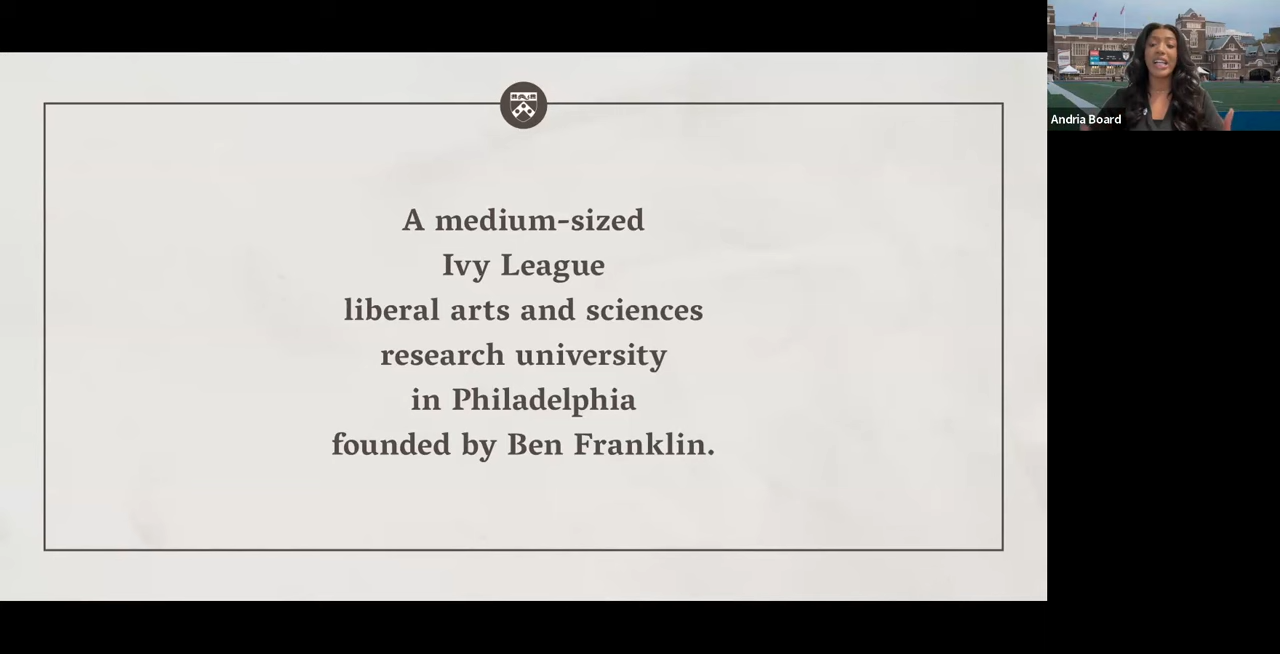 A medium-sized
Ivy League
liberal arts and sciences
research university
in Philadelphia
founded by Ben Franklin.
Andria Board